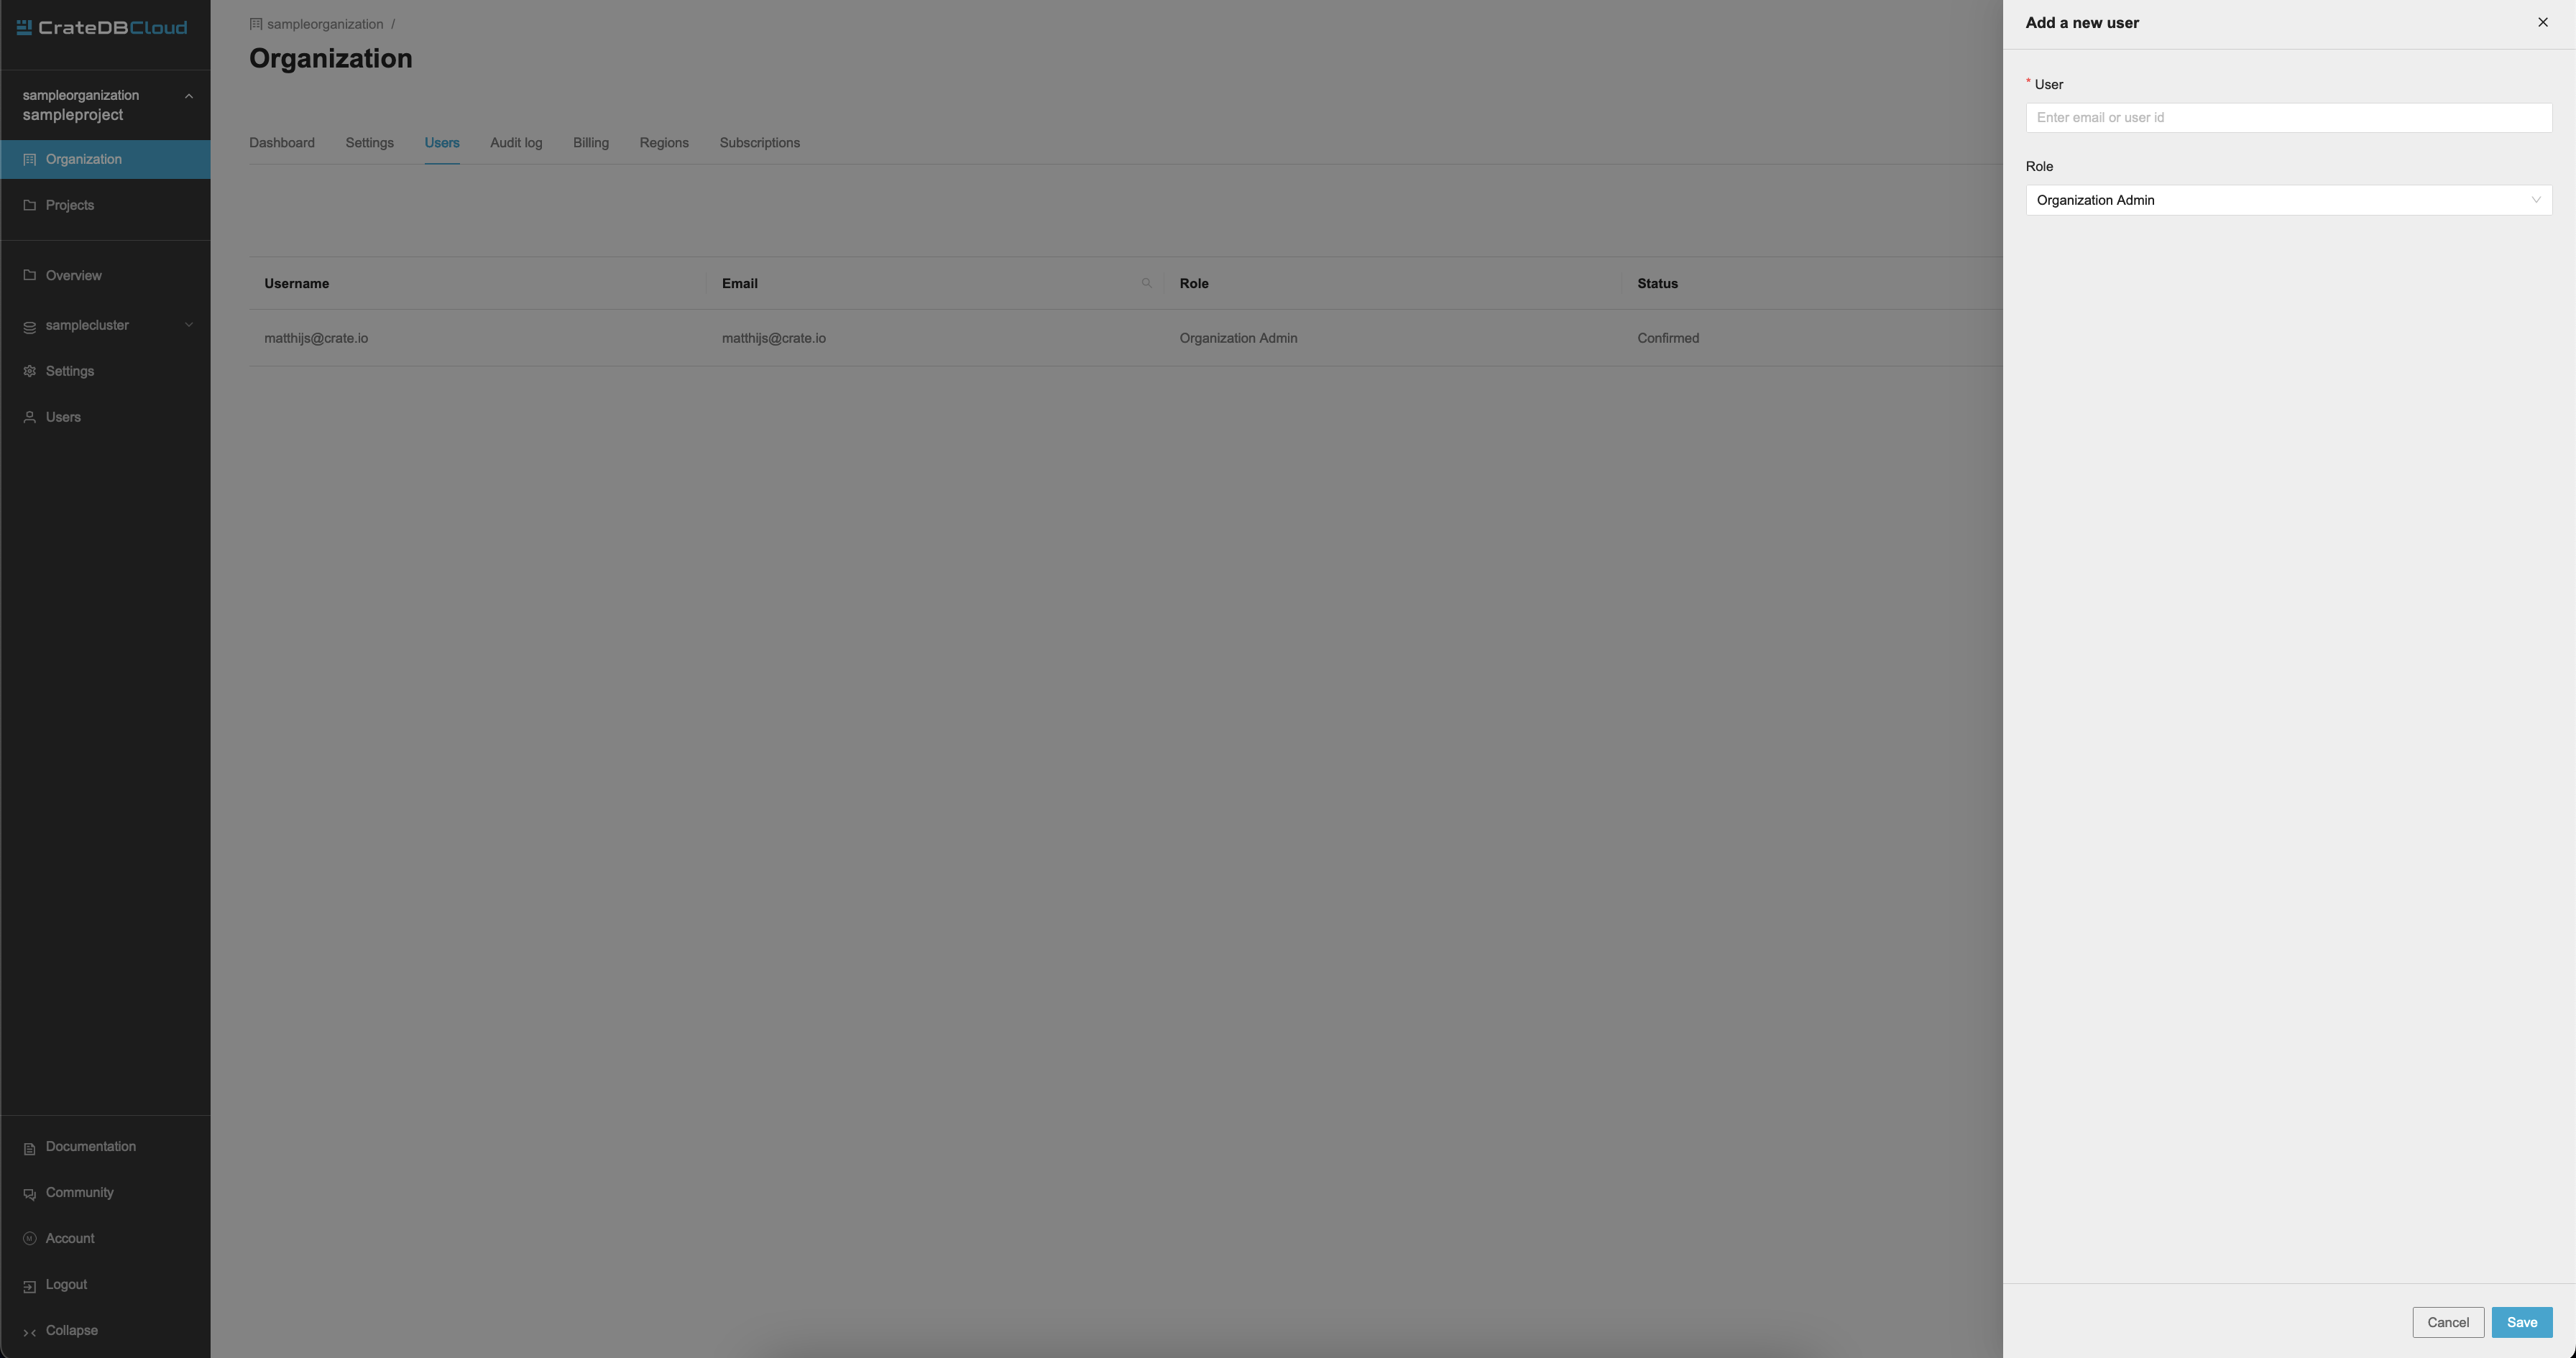 CrateDBCloud
sampleorganization
sampleproject
Organization
Projects
Overview
samplecluster
Settings
Users
Documentation
Community
Account
Logout
Collapse
sampleorganization /
Organization
Dashboard Settings Users Audit log Billing Regions Subscriptions
Username Email Role Status
matthijs@crate.io matthijs@crate.io Organization Admin Confirmed
Add a new user
* User
Enter email or user id
Role
Organization Admin
Cancel Save